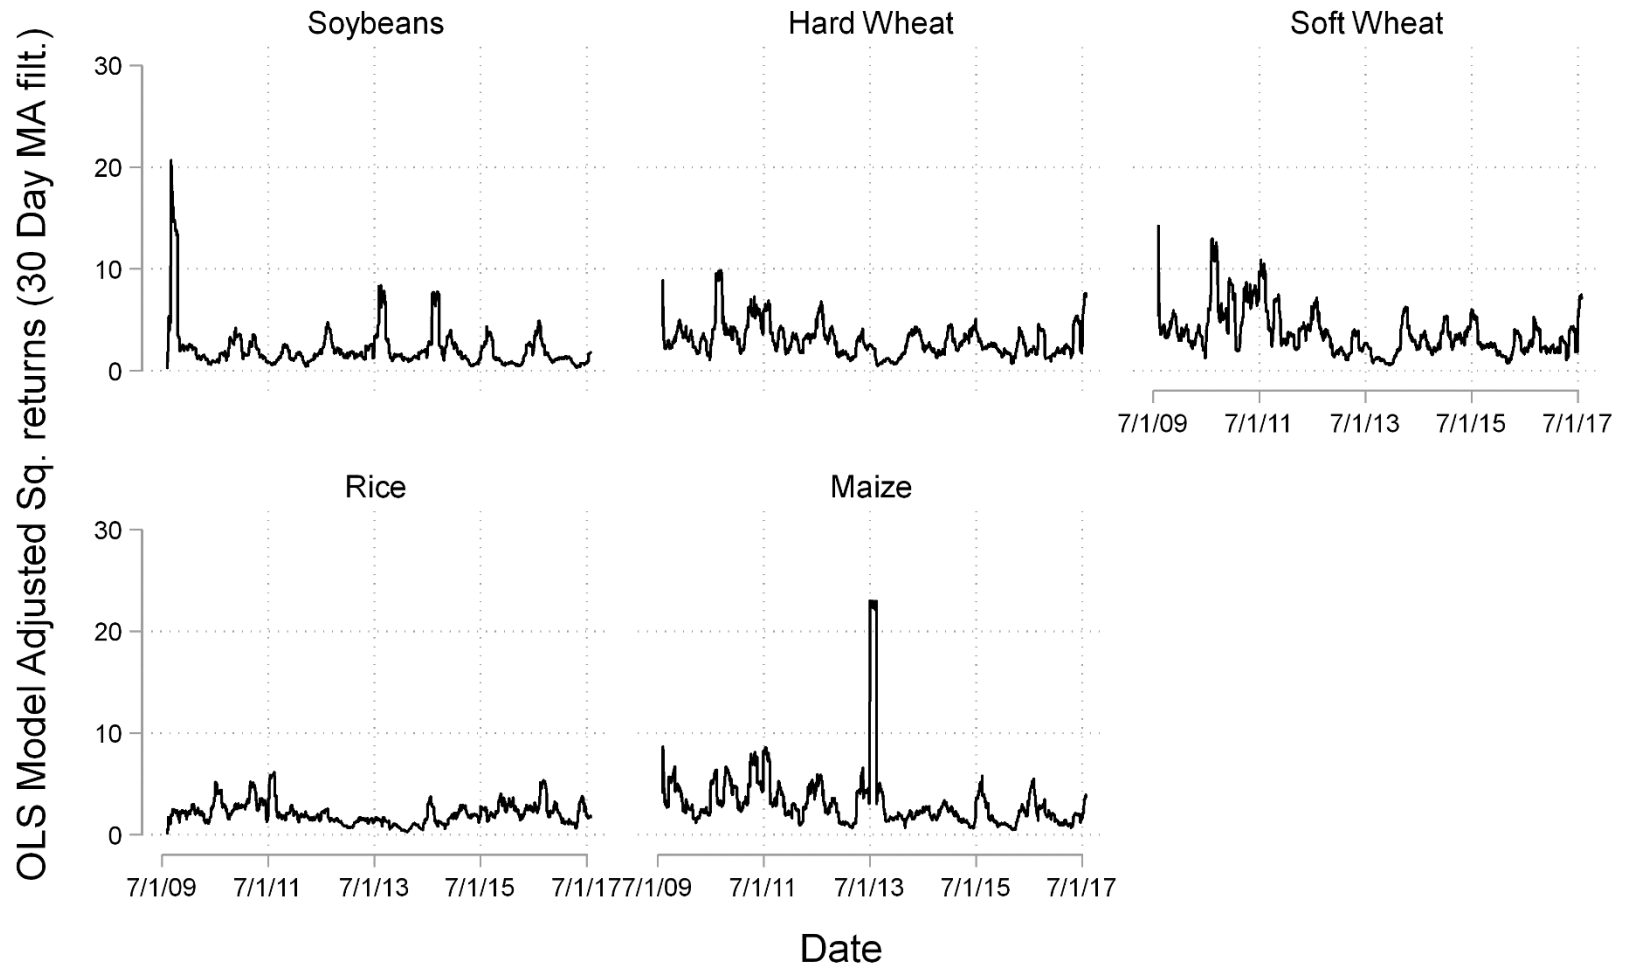 OLS Model Adjusted Sq. returns (30 Day MA filt.)
Soybeans
Hard Wheat
Soft Wheat
30
20
10
0
7/1/09 7/1/11 7/1/13 7/1/15 7/1/17
Rice
Maize
30
20
10
0
7/1/09 7/1/11 7/1/13 7/1/15 7/1/17 7/1/09 7/1/11 7/1/13 7/1/15 7/1/17
Date